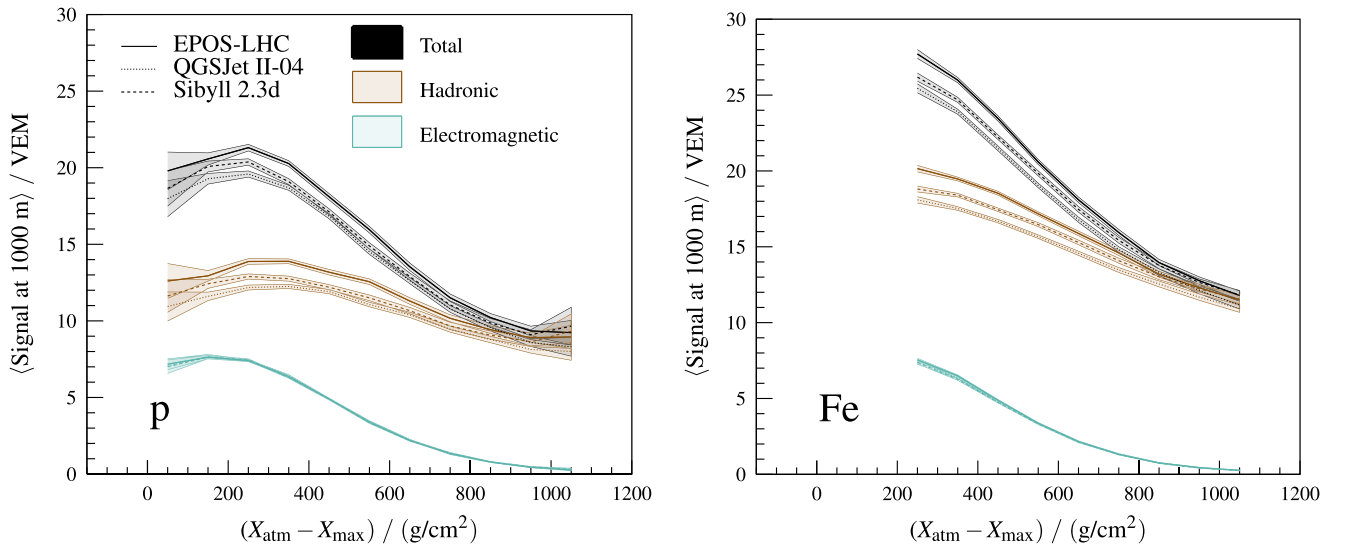 30
25
20
15
10
5
0
⟨Signal at 1000 m⟩ / VEM
EPOS-LHC
QGSJet II-04
Sibyll 2.3d
Total
Hadronic
Electromagnetic
p
0 200 400 600 800 1000 1200
(X_atm − X_max) / (g/cm²)
30
25
20
15
10
5
0
⟨Signal at 1000 m⟩ / VEM
Fe
0 200 400 600 800 1000 1200
(X_atm − X_max) / (g/cm²)